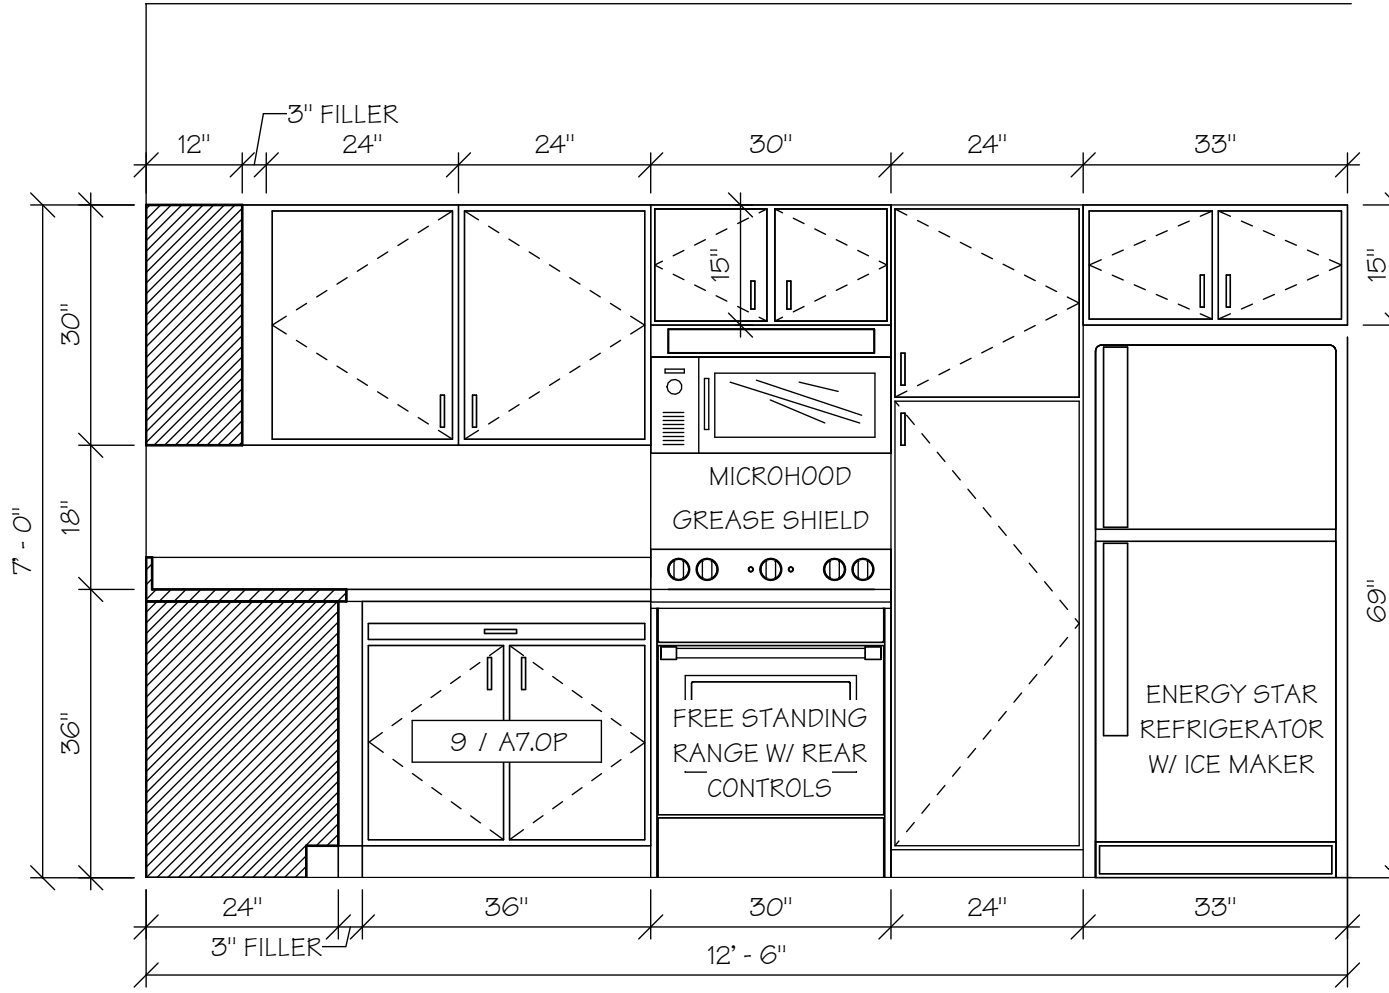 3" FILLER
12"
24"
24"
30"
24"
33"
15"
15"
30"
18"
7' - 0"
36"
69"
MICROHOOD
GREASE SHIELD
FREE STANDING
RANGE W/ REAR
CONTROLS
9 / A7.0P
ENERGY STAR
REFRIGERATOR
W/ ICE MAKER
24"
36"
30"
24"
33"
3" FILLER
12' - 6"